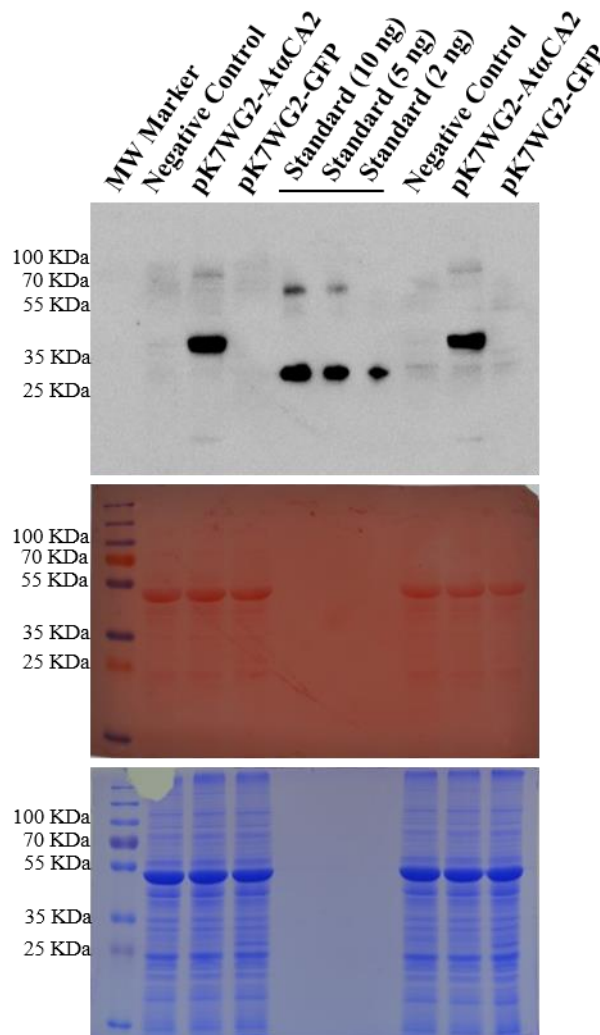 MW Marker
Negative Control
pK7WG2-AtαCA2
pK7WG2-GFP
Standard (10 ng)
Standard (5 ng)
Standard (2 ng)
Negative Control
pK7WG2-AtαCA2
pK7WG2-GFP
100 KDa
70 KDa
55 KDa
35 KDa
25 KDa
100 KDa
70 KDa
55 KDa
35 KDa
25 KDa
100 KDa
70 KDa
55 KDa
35 KDa
25 KDa